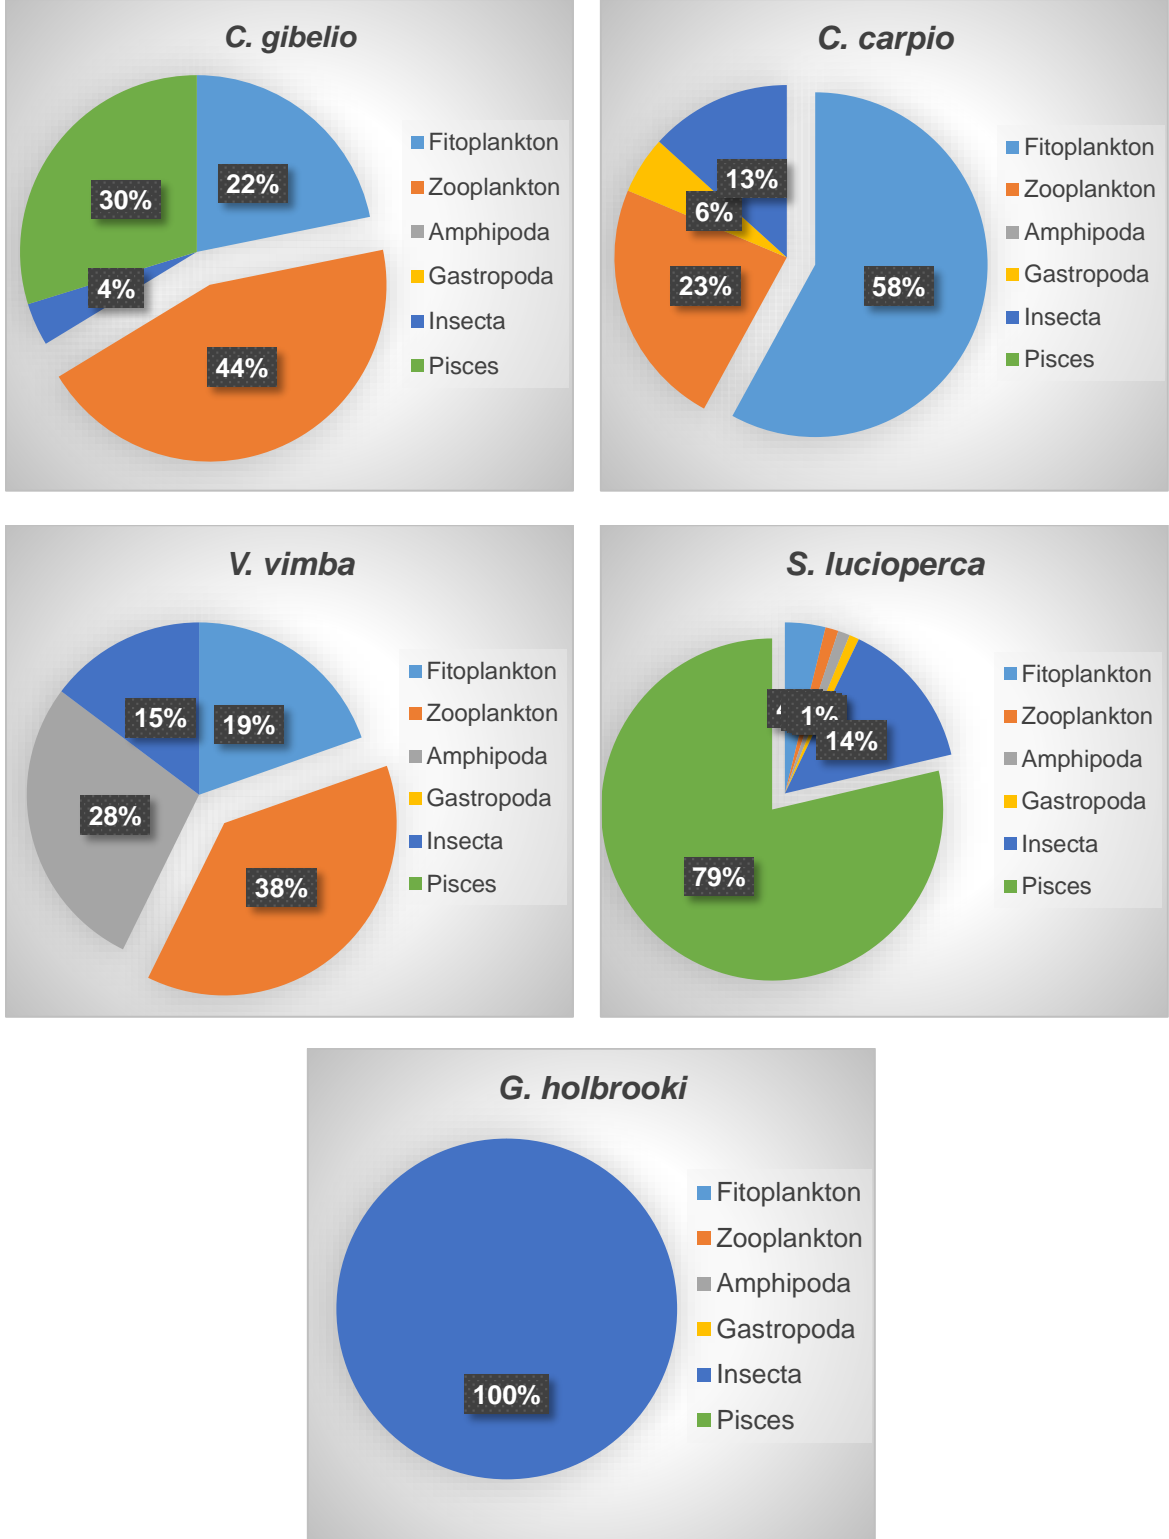 C. gibelio
22%
30%
4%
44%
Fitoplankton
Zooplankton
Amphipoda
Gastropoda
Insecta
Pisces
C. carpio
13%
6%
23%
58%
Fitoplankton
Zooplankton
Amphipoda
Gastropoda
Insecta
Pisces
V. vimba
15%
19%
28%
38%
Fitoplankton
Zooplankton
Amphipoda
Gastropoda
Insecta
Pisces
S. lucioperca
1%
14%
79%
Fitoplankton
Zooplankton
Amphipoda
Gastropoda
Insecta
Pisces
G. holbrooki
100%
Fitoplankton
Zooplankton
Amphipoda
Gastropoda
Insecta
Pisces